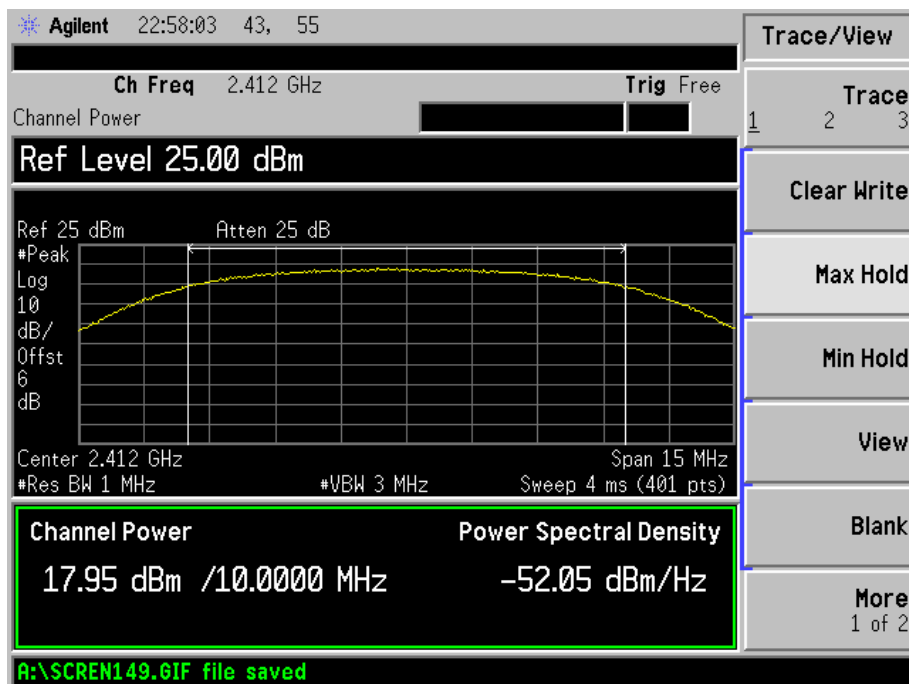 Agilent 22:58:03 43, 55
Trace/View
Ch Freq 2.412 GHz Trig Free
Channel Power
Trace
1 2 3
Ref Level 25.00 dBm
Clear Write
Ref 25 dBm Atten 25 dB
#Peak
Log
10
dB/
Offst
6
dB
Max Hold
Min Hold
Center 2.412 GHz Span 15 MHz
#Res BW 1 MHz #VBW 3 MHz Sweep 4 ms (401 pts)
View
Channel Power Power Spectral Density
17.95 dBm /10.0000 MHz -52.05 dBm/Hz
Blank
More
1 of 2
A:\SCREN149.GIF file saved